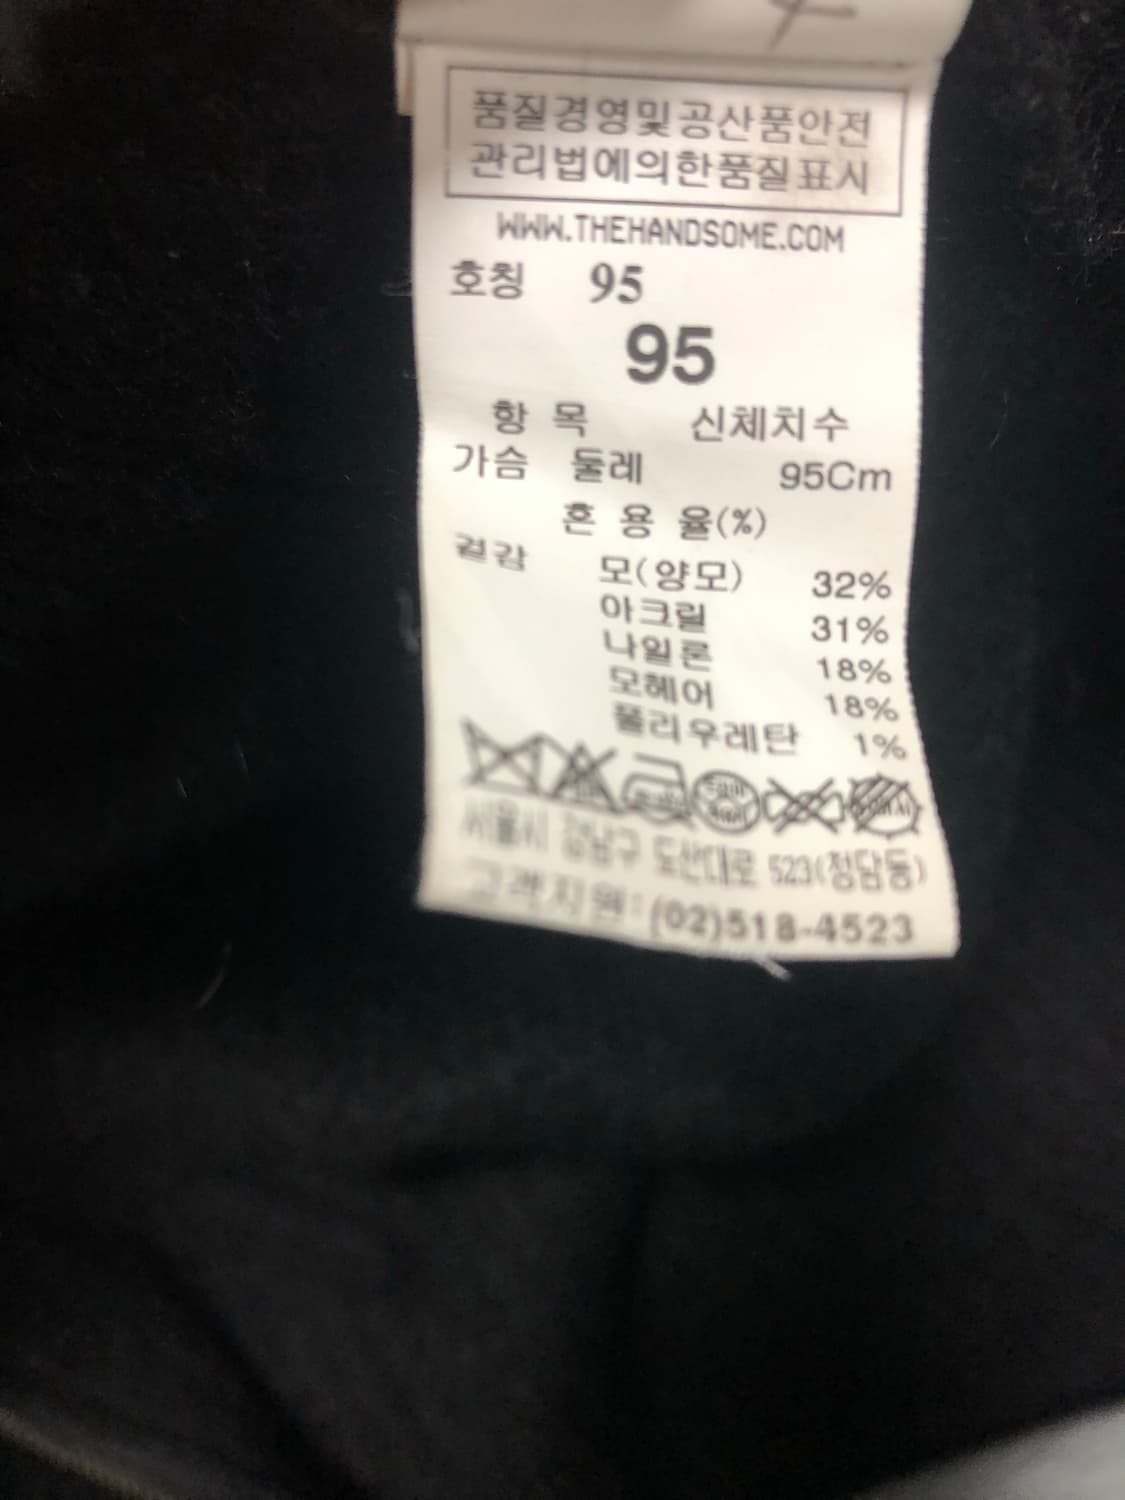 품질경영및공산품안전
관리법에의한품질표시
WWW.THEHANDSOME.COM
호칭 95
95
항 목 신체치수
가슴 둘레 95Cm
혼 용 율(%)
겉감 모(양모) 32%
아크릴 31%
나일론 18%
모헤어 18%
폴리우레탄 1%
서울시 강남구 도산대로 523(청담동)
고객지원: (02)518-4523